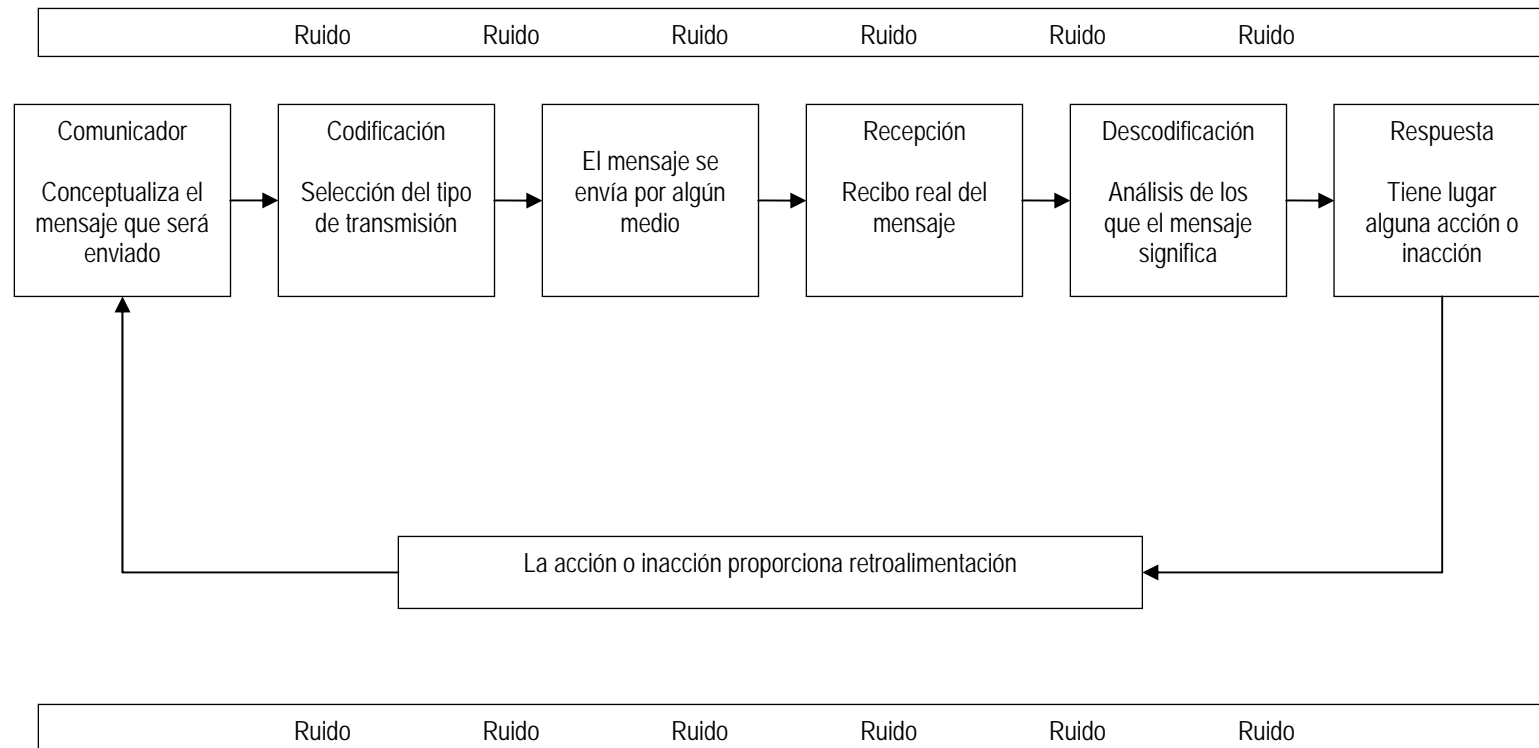 Ruido Ruido Ruido Ruido Ruido Ruido
Comunicador
Conceptualiza el
mensaje que será
enviado
Codificación
Selección del tipo
de transmisión
El mensaje se
envía por algún
medio
Recepción
Recibo real del
mensaje
Descodificación
Análisis de los
que el mensaje
significa
Respuesta
Tiene lugar
alguna acción o
inacción
La acción o inacción proporciona retroalimentación
Ruido Ruido Ruido Ruido Ruido Ruido